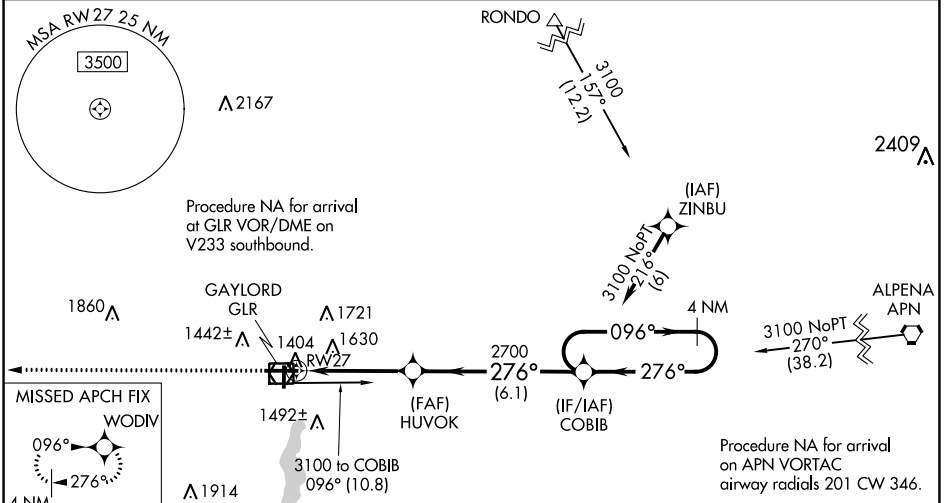 MSA RW27 25 NM
3500
2167
RONDO
3100
157°
(12.2)
2409
(IAF)
ZINBU
Procedure NA for arrival
at GLR VOR/DME on
V233 southbound.
3100 NoPT
216°
(6)
1860
GAYLORD
GLR
1721
1442±
1404
1630
RW27
4 NM
ALPENA
APN
3100 NoPT
270°
(38.2)
096°
2700
276°
(6.1)
276°
(FAF)
HUVOK
(IF/IAF)
COBIB
MISSED APCH FIX
WODIV
096°
276°
4 NM
1492±
3100 to COBIB
096° (10.8)
1914
Procedure NA for arrival
on APN VORTAC
airway radials 201 CW 346.